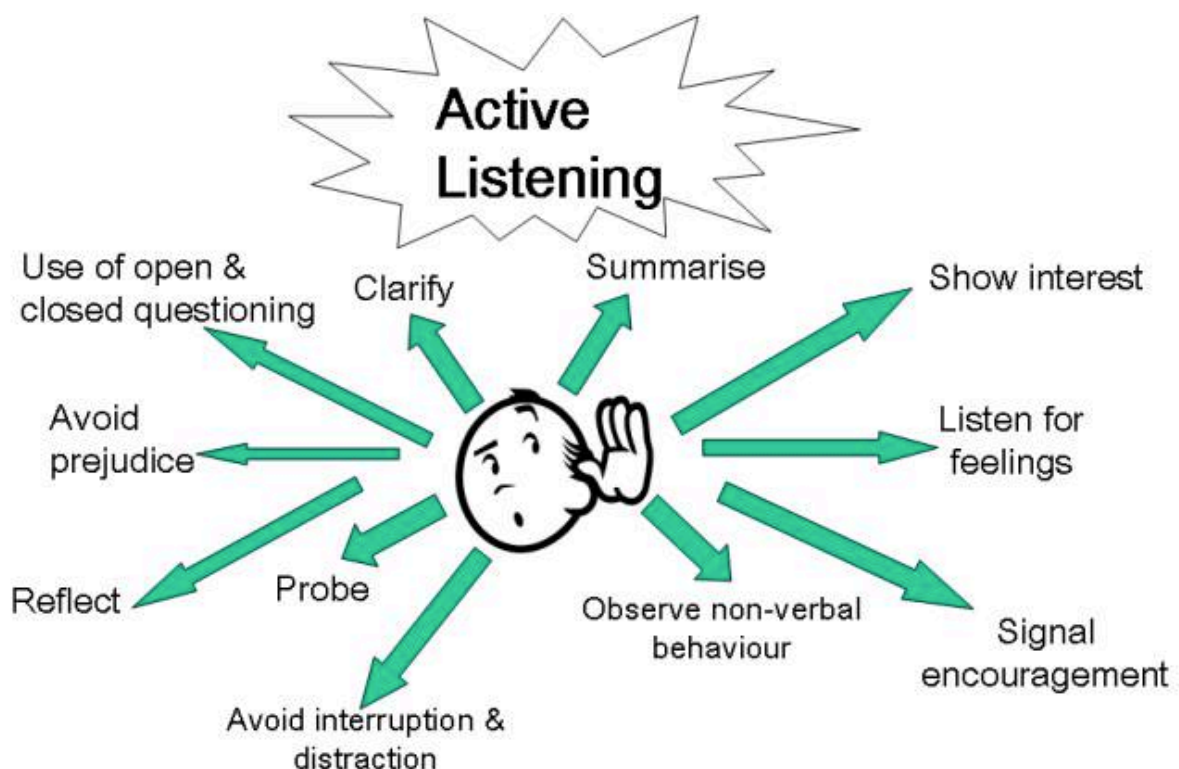 Active
Listening
Use of open &
closed questioning
Clarify
Summarise
Show interest
Avoid
prejudice
Listen for
feelings
Reflect
Probe
Observe non-verbal
behaviour
Signal
encouragement
Avoid interruption &
distraction